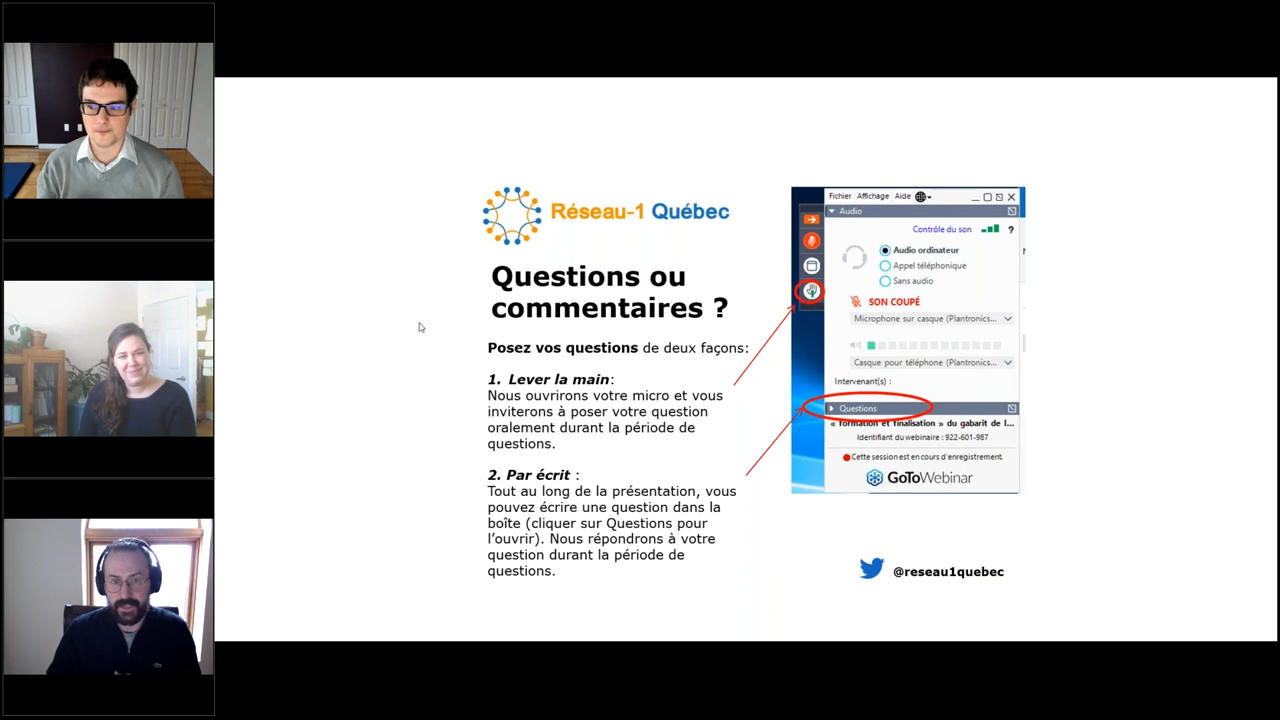 Réseau-1 Québec
Questions ou
commentaires ?
Posez vos questions de deux façons:
1. Lever la main:
Nous ouvrirons votre micro et vous
inviterons à poser votre question
oralement durant la période de
questions.
2. Par écrit :
Tout au long de la présentation, vous
pouvez écrire une question dans la
boîte (cliquer sur Questions pour
l'ouvrir). Nous répondrons à votre
question durant la période de
questions.
Fichier Affichage Aide
Audio
Contrôle du son
?
Audio ordinateur
Appel téléphonique
Sans audio
SON COUPÉ
Microphone sur casque (Plantronics...
Casque pour téléphone (Plantronics...
Intervenant(s) :
Questions
« formation et finalisation » du gabarit de l...
Identifiant du webinaire : 922-601-987
Cette session est en cours d'enregistrement.
GoToWebinar
@reseau1quebec